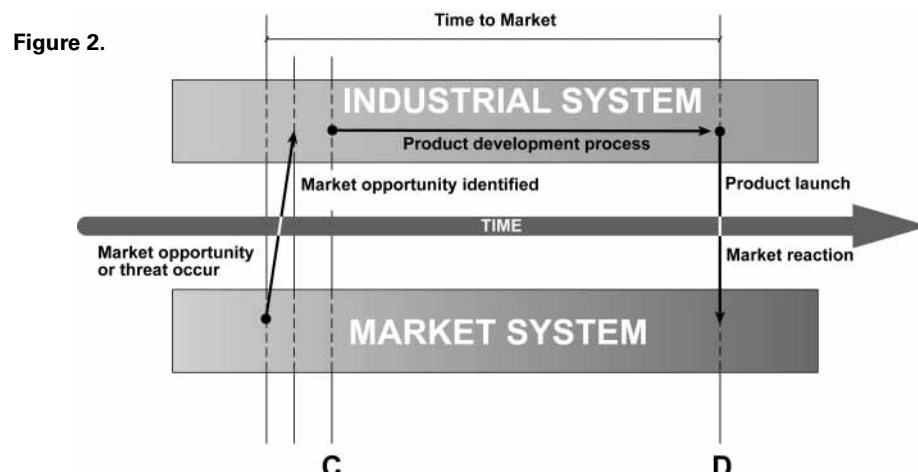 Time to Market
Figure 2.
INDUSTRIAL SYSTEM
Product development process
Market opportunity identified
Product launch
TIME
Market opportunity
or threat occur
Market reaction
MARKET SYSTEM
C
D